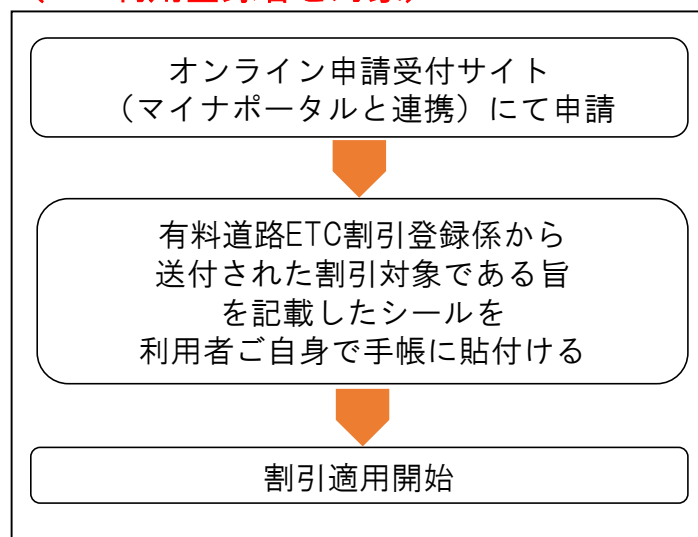 オンライン申請受付サイト
（マイナポータルと連携）にて申請
有料道路ETC割引登録係から
送付された割引対象である旨
を記載したシールを
利用者ご自身で手帳に貼付ける
割引適用開始